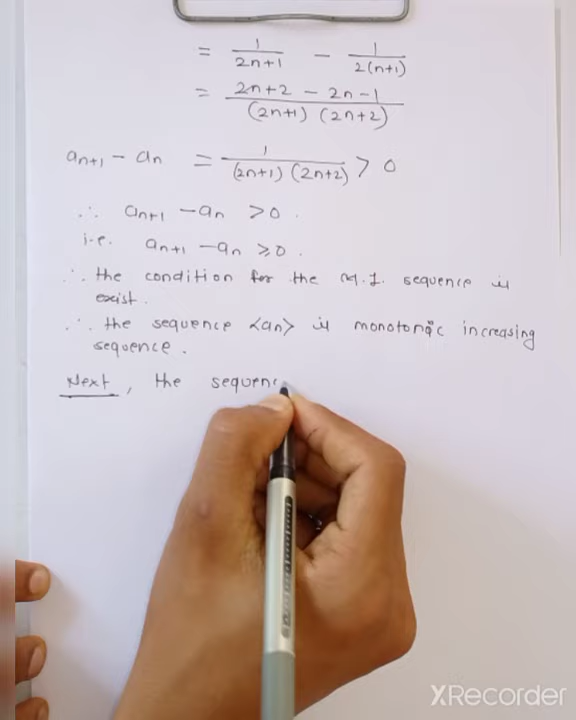 = 1/(2n+1) - 1/(2(n+1))
= (2n+2 - 2n-1)/((2n+1) (2n+2))
an+1 - an = 1/((2n+1) (2n+2)) > 0
∴ an+1 - an > 0.
i.e. an+1 - an ≥ 0.
∴ the condition for the M.I. sequence is
exist.
∴ the sequence <an> is monotonic increasing
sequence.
Next, the sequenc
XRecorder